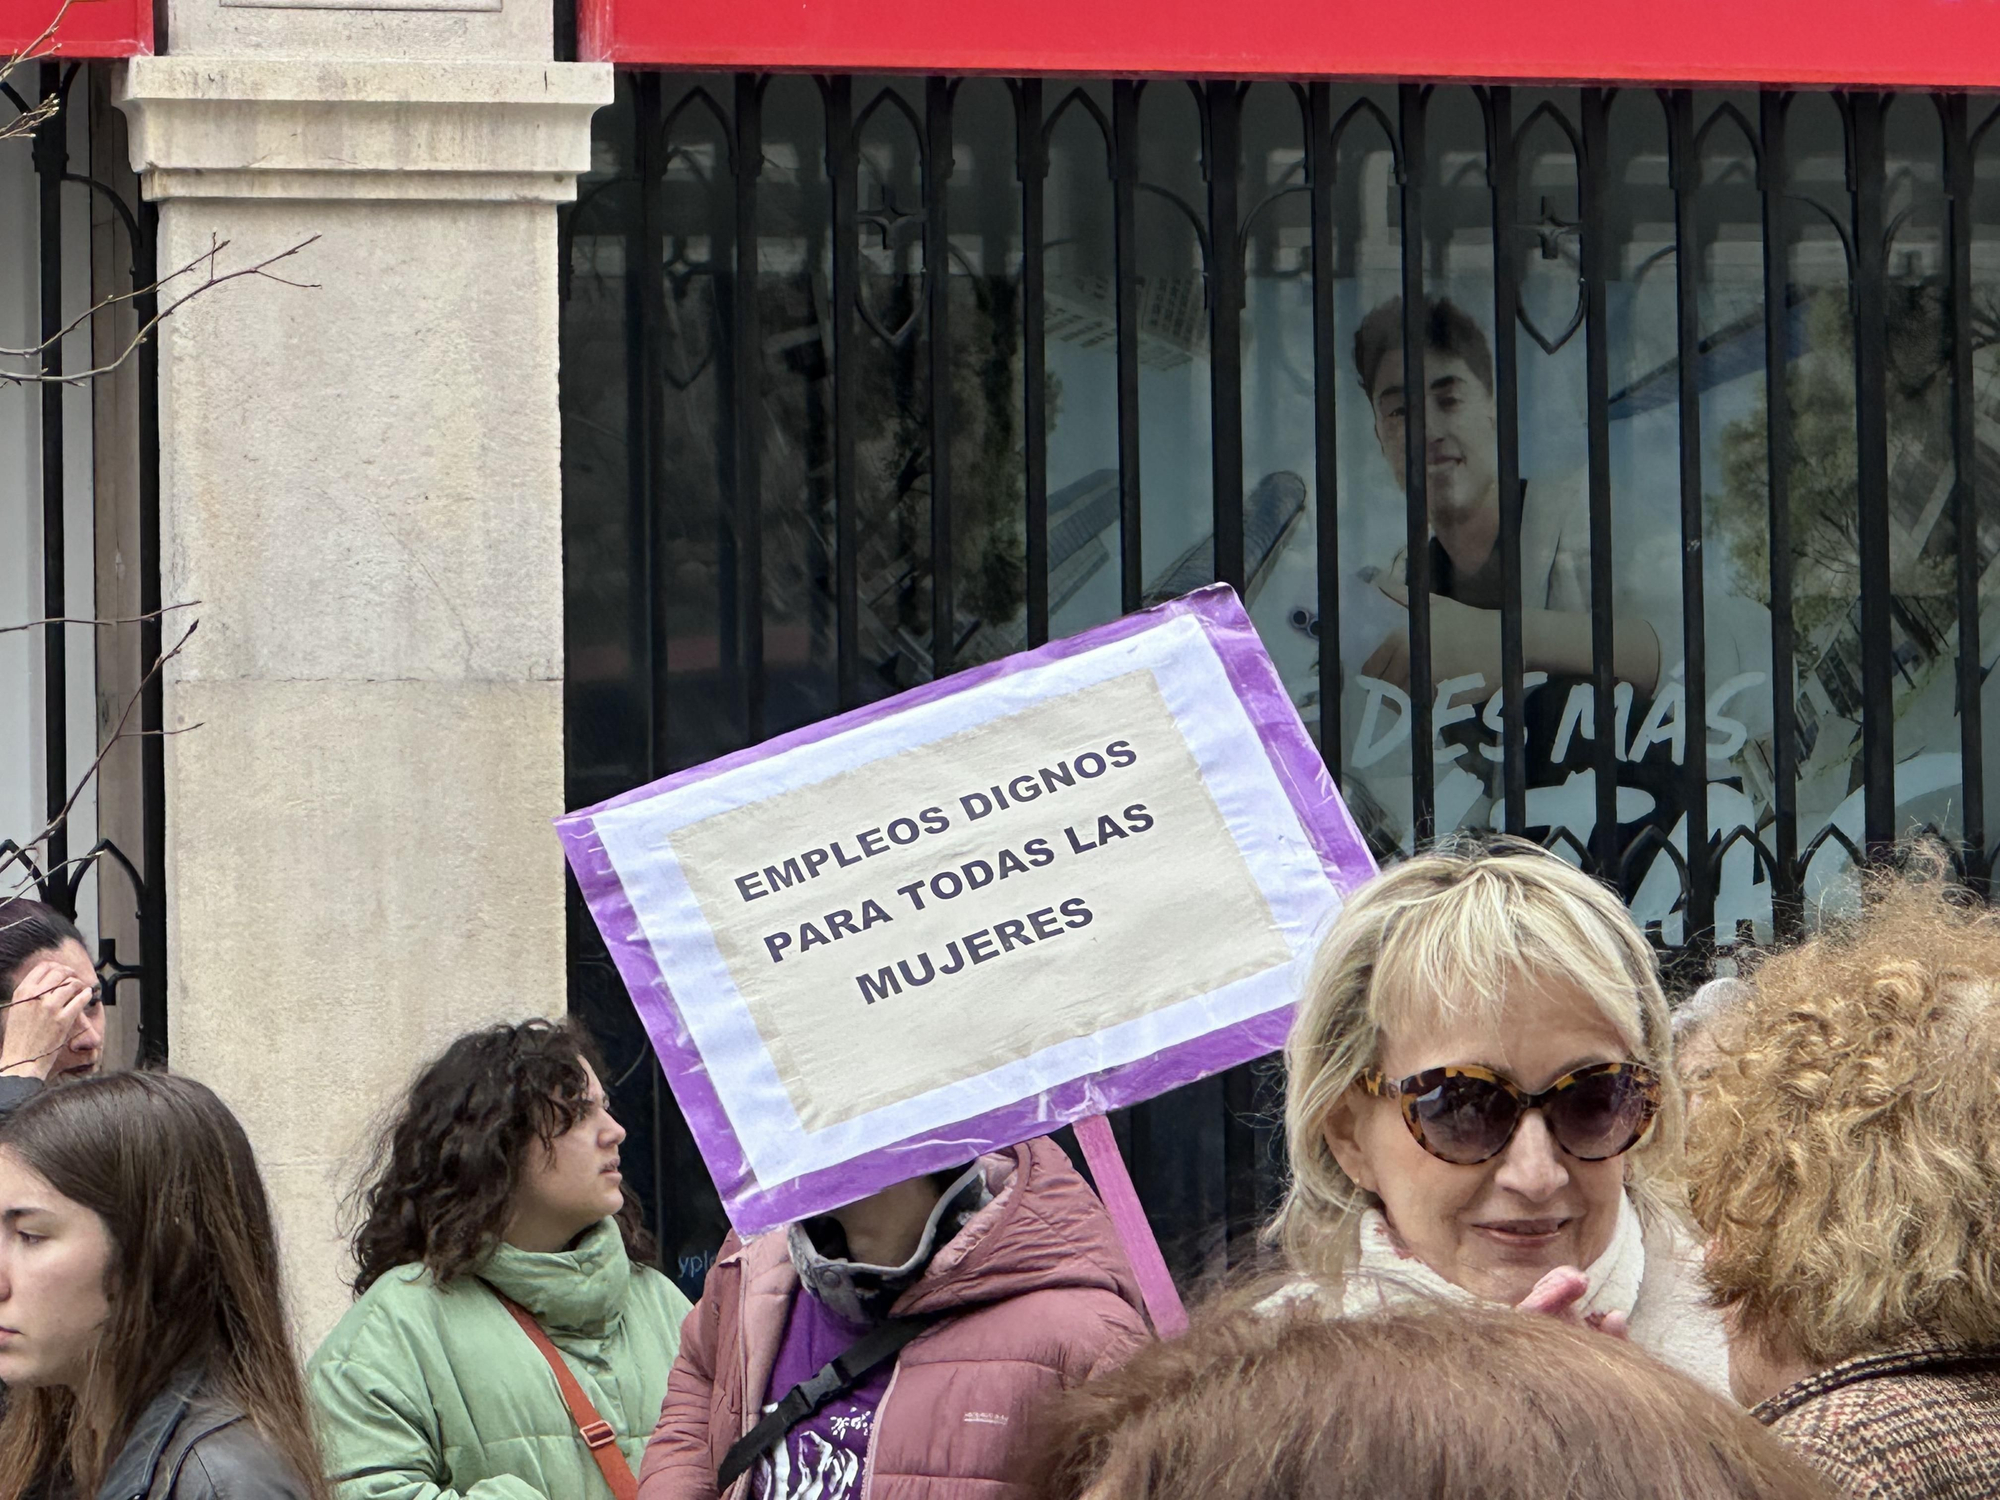 DES MÁS
EMPLEOS DIGNOS
PARA TODAS LAS
MUJERES